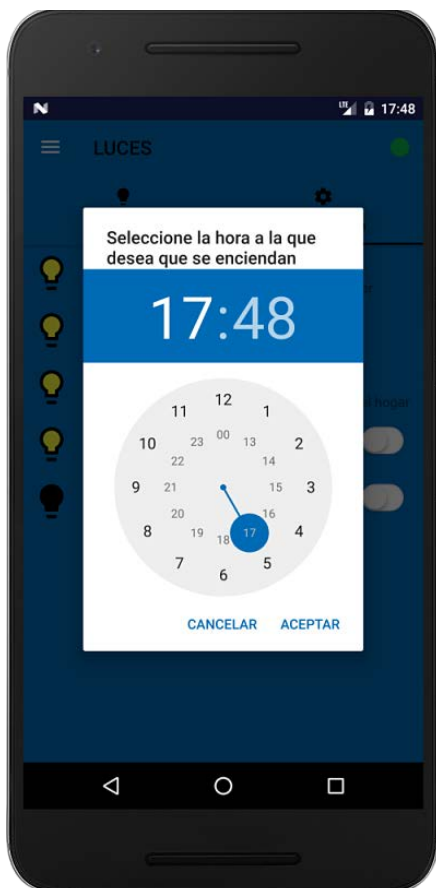 LTE 17:48
LUCES
Seleccione la hora a la que
desea que se enciendan
17:48
12
11 1
00
23 13
10 2
22 14
9 21 15 3
20 16
8 19 17 4
18
7 5
6
hogar
CANCELAR ACEPTAR